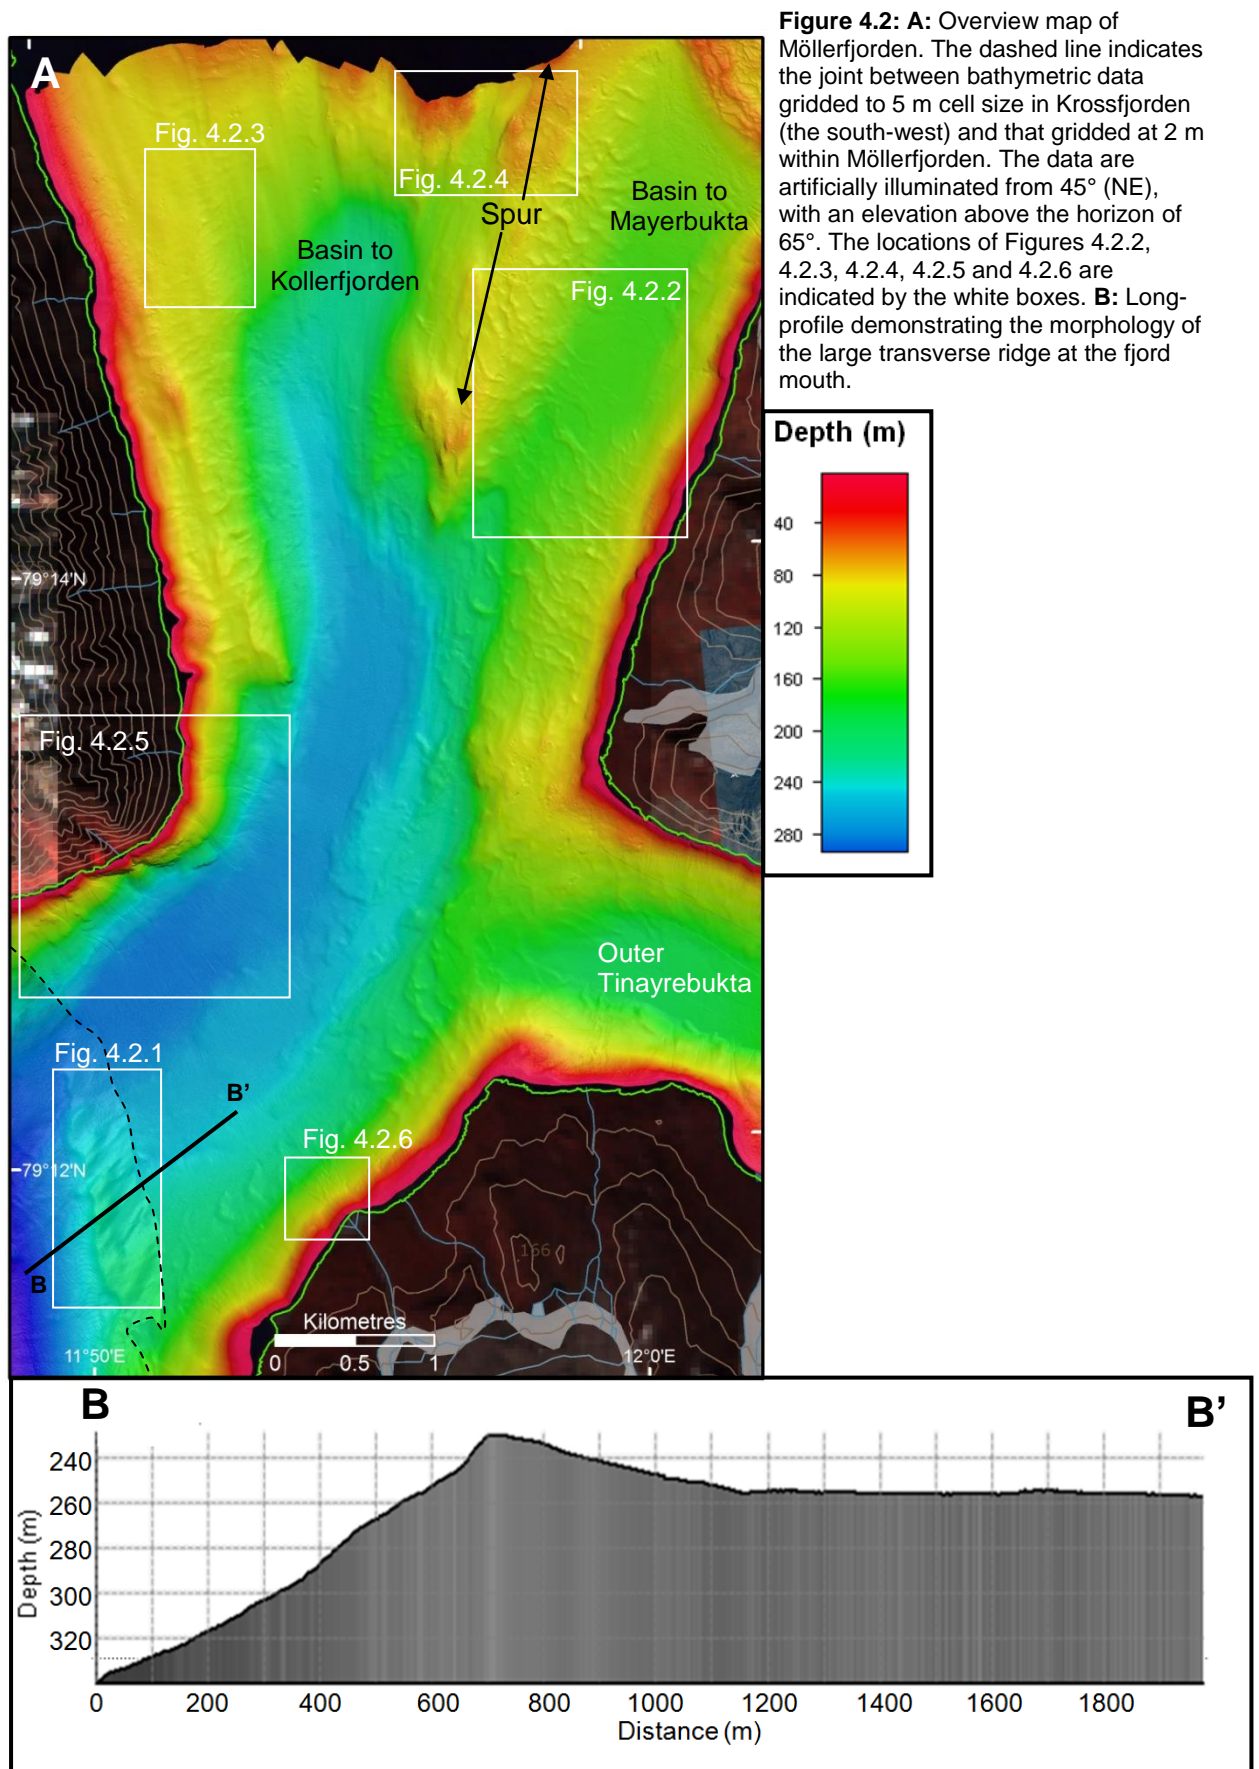 Figure 4.2: A: Overview map of
Möllerfjorden. The dashed line indicates
the joint between bathymetric data
gridded to 5 m cell size in Krossfjorden
(the south-west) and that gridded at 2 m
within Möllerfjorden. The data are
artificially illuminated from 45° (NE),
with an elevation above the horizon of
65°. The locations of Figures 4.2.2,
4.2.3, 4.2.4, 4.2.5 and 4.2.6 are
indicated by the white boxes. B: Long-
profile demonstrating the morphology of
the large transverse ridge at the fjord
mouth.
A
Fig. 4.2.3
Fig. 4.2.4
Spur
Basin to
Mayerbukta
Basin to
Kollerfjorden
Fig. 4.2.2
79°14'N
Fig. 4.2.5
Outer
Tinayrebukta
Fig. 4.2.1
B'
Fig. 4.2.6
79°12'N
B
166
Kilometres
0 0.5 1
11°50'E
12°0'E
Depth (m)
40
80
120
160
200
240
280
B
B’
Depth (m)
240
260
280
300
320
0 200 400 600 800 1000 1200 1400 1600 1800
Distance (m)